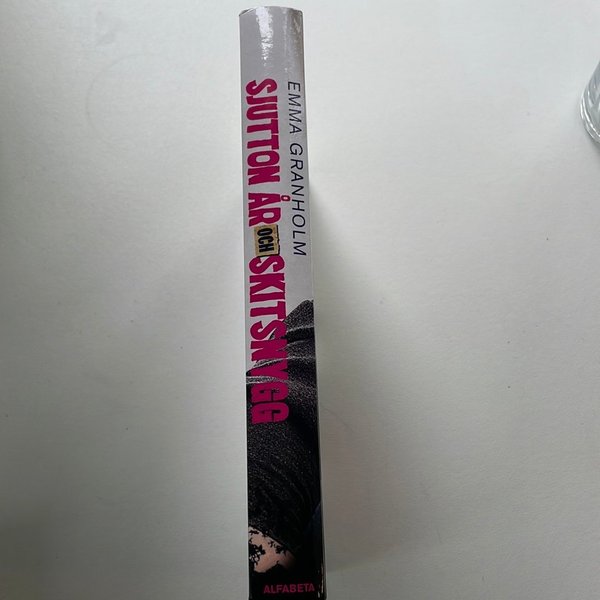 EMMA GRANHOLM
SJUTTON ÅR OCH SKITSNYGG
ALFABETA